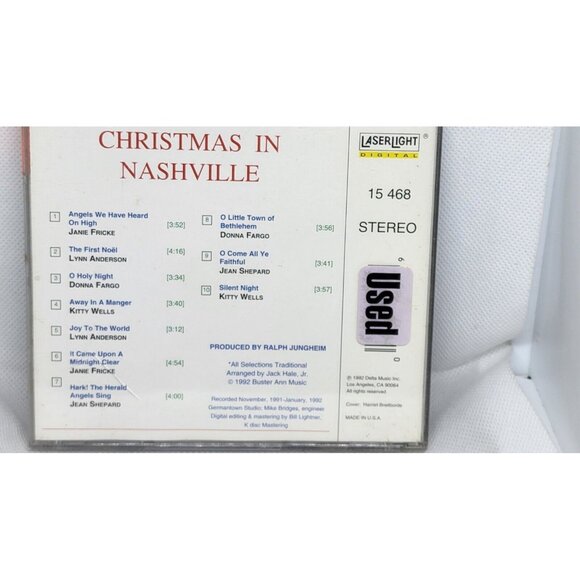 CHRISTMAS IN
NASHVILLE
1 Angels We Have Heard
On High [3:52]
JANIE FRICKE
2 The First Noël [4:16]
LYNN ANDERSON
3 O Holy Night [3:34]
DONNA FARGO
4 Away In A Manger [3:40]
KITTY WELLS
5 Joy To The World [3:12]
LYNN ANDERSON
6 It Came Upon A
Midnight Clear [4:54]
JANIE FRICKE
7
Hark! The Herald
Angels Sing [4:00]
JEAN SHEPARD
8 O Little Town of
Bethlehem [3:56]
DONNA FARGO
9 O Come All Ye
Faithful [3:41]
JEAN SHEPARD
10 Silent Night [3:57]
KITTY WELLS
PRODUCED BY RALPH JUNGHEIM
*All Selections Traditional
Arranged by Jack Hale, Jr.
© 1992 Buster Ann Music
Recorded November, 1991-January, 1992
Germantown Studio; Mike Bridges, engineer
Digital editing & mastering by Bill Lightner,
K disc Mastering
LASERLIGHT ®
DIGITAL
15 468
STEREO
Used
℗ 1992 Delta Music Inc.
Los Angeles, CA 90064
All rights reserved.
Cover: Harriet Breitborde
MADE IN U.S.A.